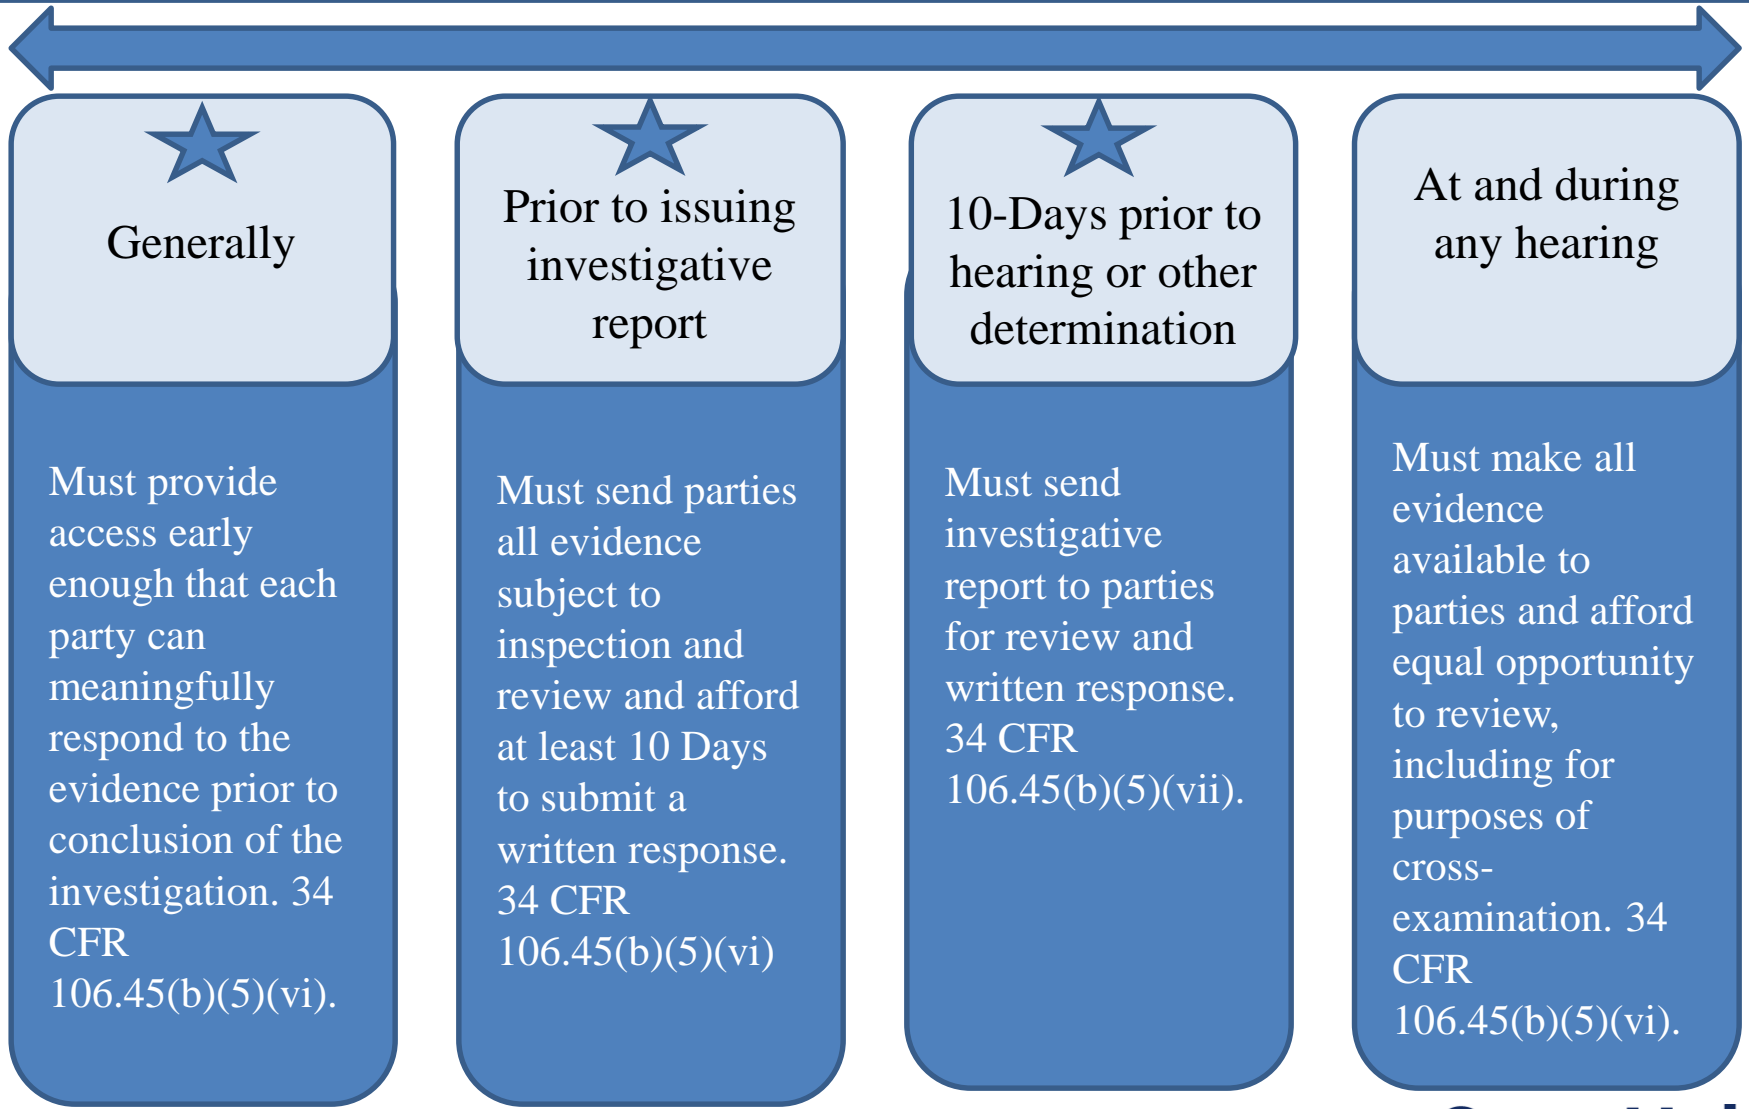 Generally
Must provide
access early
enough that each
party can
meaningfully
respond to the
evidence prior to
conclusion of the
investigation. 34
CFR
106.45(b)(5)(vi).
Prior to issuing
investigative
report
Must send parties
all evidence
subject to
inspection and
review and afford
at least 10 Days
to submit a
written response.
34 CFR
106.45(b)(5)(vi)
10-Days prior to
hearing or other
determination
Must send
investigative
report to parties
for review and
written response.
34 CFR
106.45(b)(5)(vii).
At and during
any hearing
Must make all
evidence
available to
parties and afford
equal opportunity
to review,
including for
purposes of
cross-
examination. 34
CFR
106.45(b)(5)(vi).